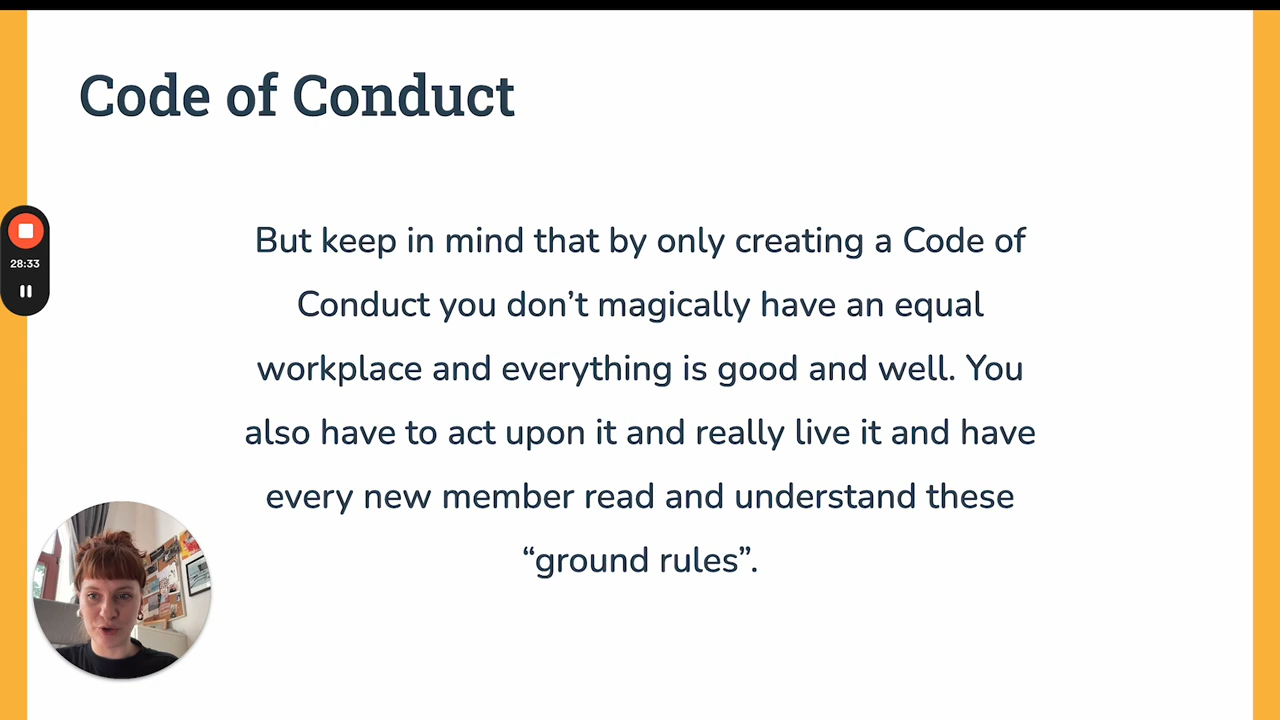 Code of Conduct
But keep in mind that by only creating a Code of
Conduct you don’t magically have an equal
workplace and everything is good and well. You
also have to act upon it and really live it and have
every new member read and understand these
“ground rules”.
28:33